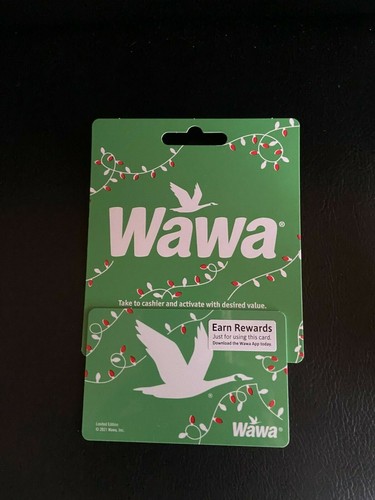 Wawa®
Take to cashier and activate with desired value.
Earn Rewards
Just for using this card.
Download the Wawa App today.
Limited Edition
© 2021 Wawa, Inc.
Wawa®